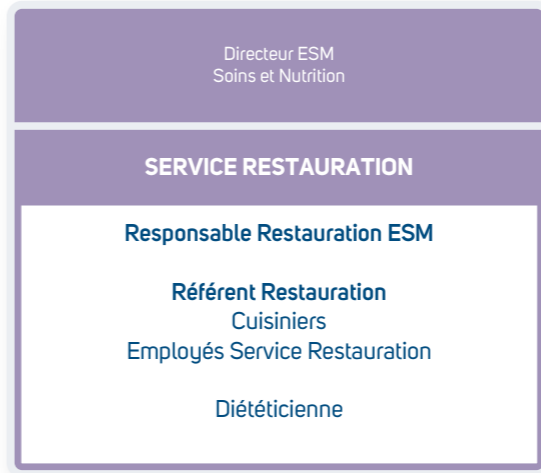 Directeur ESM
Soins et Nutrition
SERVICE RESTAURATION
Responsable Restauration ESM
Référent Restauration
Cuisiniers
Employés Service Restauration
Diététicienne